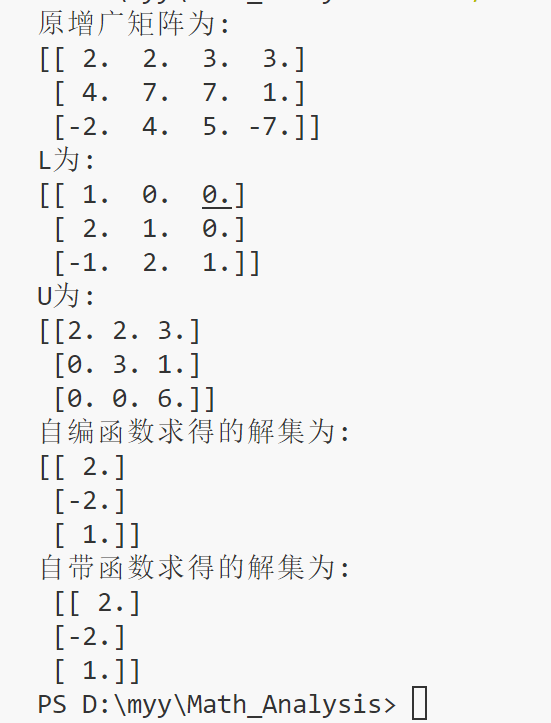 原增广矩阵为:
[[ 2.  2.  3.  3.]
 [ 4.  7.  7.  1.]
 [-2.  4.  5. -7.]]
L为:
[[ 1.  0.  0.]
 [ 2.  1.  0.]
 [-1.  2.  1.]]
U为:
[[2. 2. 3.]
 [0. 3. 1.]
 [0. 0. 6.]]
自编函数求得的解集为:
[[ 2.]
 [-2.]
 [ 1.]]
自带函数求得的解集为:
 [[ 2.]
 [-2.]
 [ 1.]]
PS D:\myy\Math_Analysis>